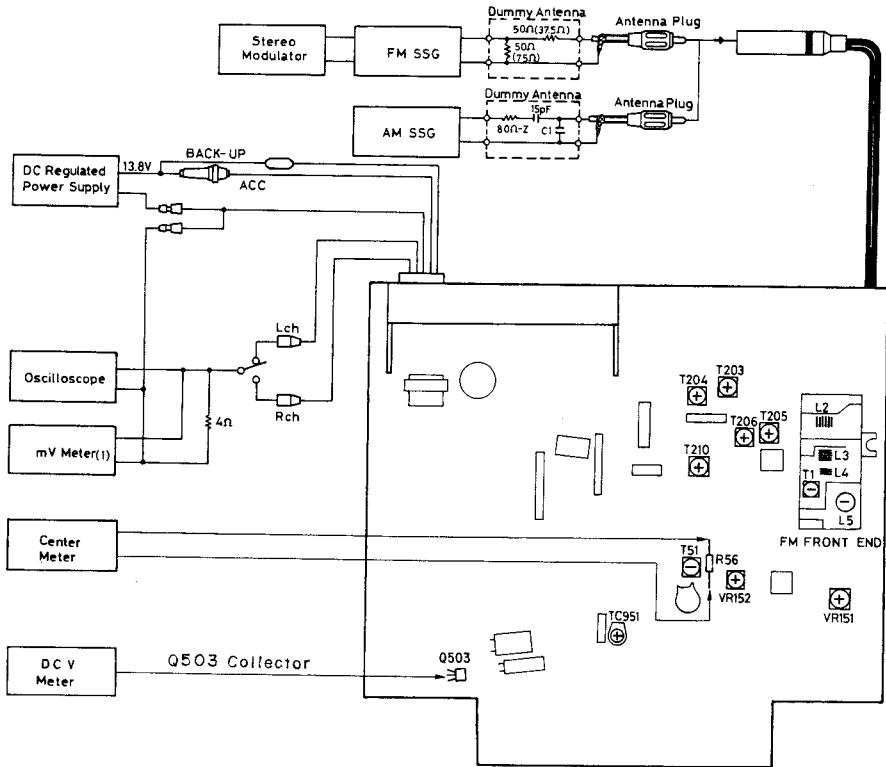 Dummy Antenna
Antenna Plug
Stereo
Modulator
FM SSG
50Ω(37.5Ω)
50Ω
(75Ω)
Dummy Antenna
Antenna Plug
AM SSG
15pF
80Ω-Z
C1
BACK-UP
13.8V
ACC
DC Regulated
Power Supply
Lch
Rch
Oscilloscope
4Ω
mV Meter(1)
T203
T204
T206
T205
T210
L2
L3
L4
T1
L5
FM FRONT END
Center
Meter
T51
R56
VR152
VR151
TC951
DC V
Meter
Q503 Collector
Q503